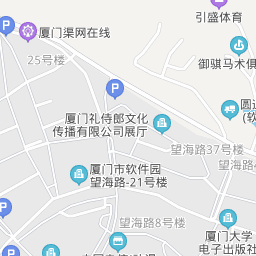 引盛体育
P
厦门渠网在线
25号楼
御骐马术俱
P
厦门礼侍郎文化
传播有限公司展厅
圆通
望海路37号楼
厦门市软件园
望海路-21号楼
P
望海路8号楼
厦门大学
电子出版社
P